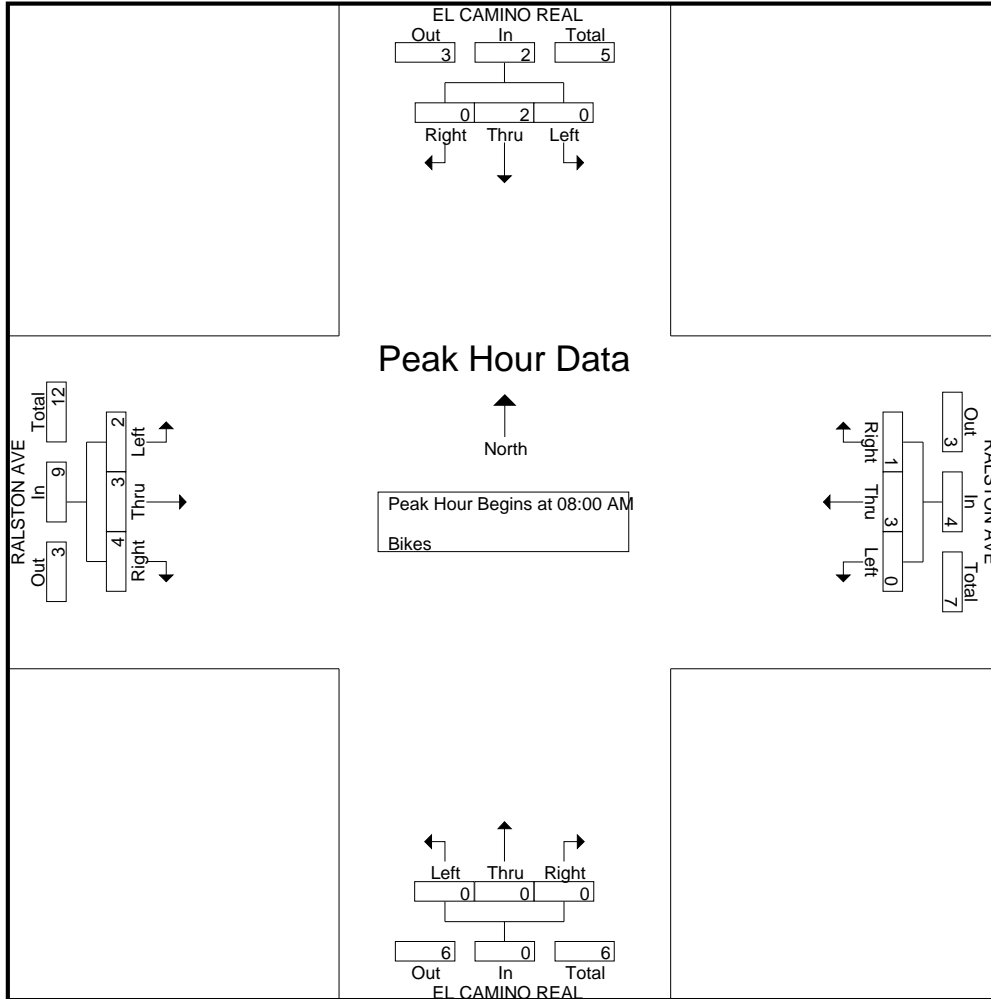 EL CAMINO REAL
Out In Total
3 2 5
0 2 0
Right Thru Left
Peak Hour Data
North
Peak Hour Begins at 08:00 AM
Bikes
RALSTON AVE
Total In Out
12 9 3
2 3 4
Left Thru Right
RALSTON AVE
Out In Total
3 4 7
1 3 0
Right Thru Left
Left Thru Right
0 0 0
6 0 6
Out In Total
EL CAMINO REAL